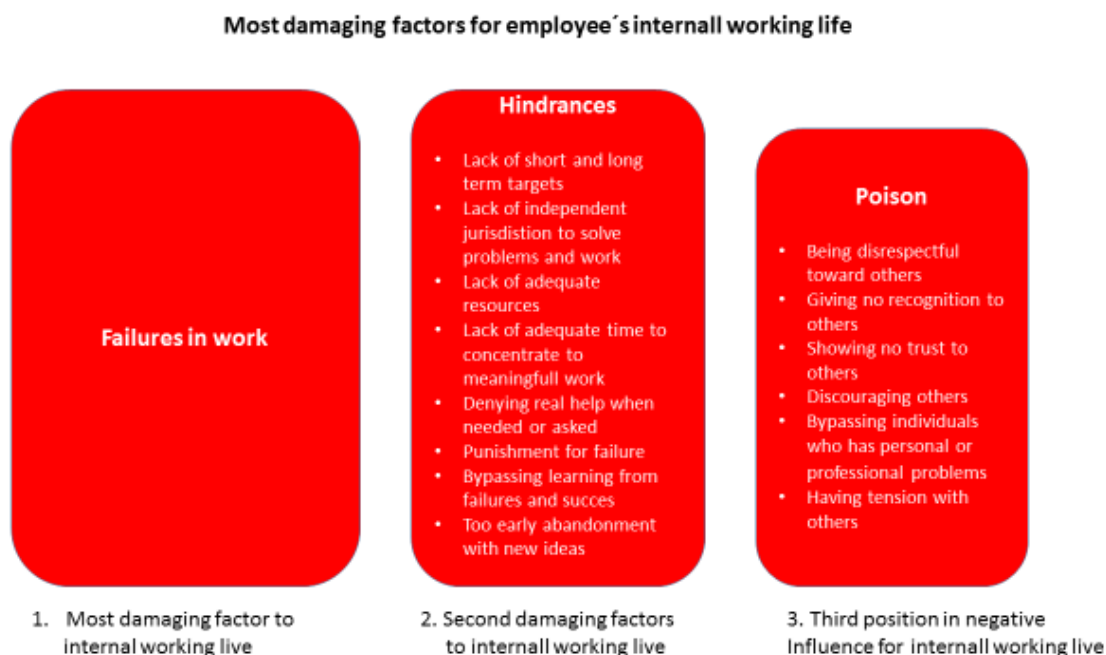 Most damaging factors for employee´s internall working life
Failures in work
1. Most damaging factor to
internal working live
Hindrances
• Lack of short and long
term targets
• Lack of independent
jurisdistion to solve
problems and work
• Lack of adequate
resources
• Lack of adequate time to
concentrate to
meaningfull work
• Denying real help when
needed or asked
• Punishment for failure
• Bypassing learning from
failures and succes
• Too early abandonment
with new ideas
2. Second damaging factors
to internall working live
Poison
• Being disrespectful
toward others
• Giving no recognition to
others
• Showing no trust to
others
• Discouraging others
• Bypassing individuals
who has personal or
professional problems
• Having tension with
others
3. Third position in negative
Influence for internall working live